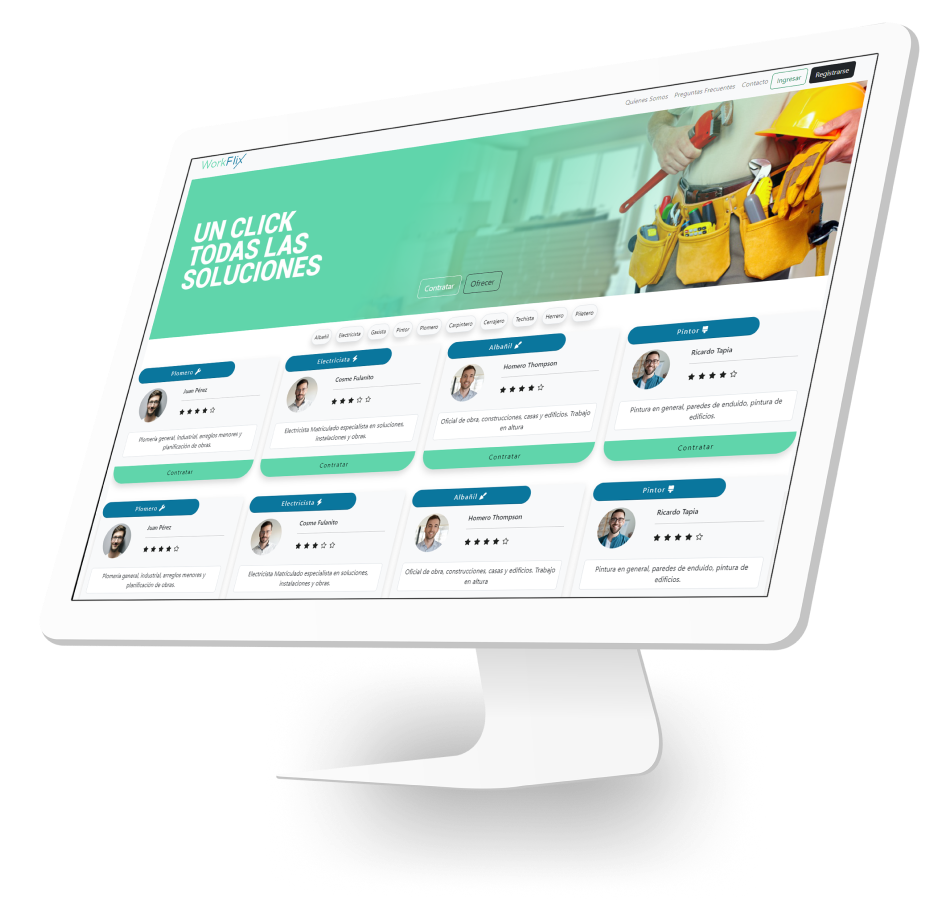 Quienes Somos Preguntas Frecuentes Contacto Ingresar Registrarse
WorkFlix
UN CLICK
TODAS LAS
SOLUCIONES
Contratar Ofrecer
Albañil Electricista Gasista Pintor Plomero Carpintero Cerrajero Techista Herrero Piletero
Plomero
Juan Pérez
Plomería general, industrial, arreglos menores y
planificación de obras.
Contratar
Electricista
Cosme Fulanito
Electricista Matriculado especialista en soluciones,
instalaciones y obras.
Contratar
Albañil
Homero Thompson
Oficial de obra, construcciones, casas y edificios. Trabajo
en altura
Contratar
Pintor
Ricardo Tapia
Pintura en general, paredes de enduido, pintura de
edificios.
Contratar
Plomero
Juan Pérez
Plomería general, industrial, arreglos menores y
planificación de obras.
Electricista
Cosme Fulanito
Electricista Matriculado especialista en soluciones,
instalaciones y obras.
Albañil
Homero Thompson
Oficial de obra, construcciones, casas y edificios. Trabajo
en altura
Pintor
Ricardo Tapia
Pintura en general, paredes de enduido, pintura de
edificios.